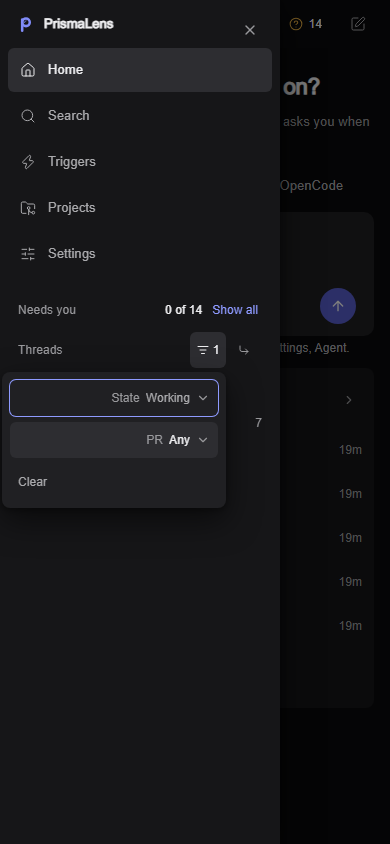 PrismaLens
14
Home
on?
Search
asks you when
Triggers
OpenCode
Projects
Settings
Needs you 0 of 14 Show all
Threads 1
ttings, Agent.
State Working
7
PR Any
19m
Clear
19m
19m
19m
19m